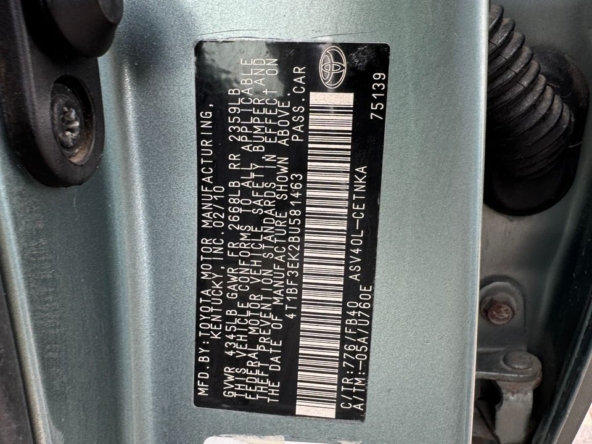 MFD.BY: TOYOTA MOTOR MANUFACTURING,
KENTUCKY, INC. 02/10
GVWR 4345LB GAWR FR 2668LB RR 2359LB
THIS VEHICLE CONFORMS TO ALL APPLICABLE
FEDERAL MOTOR VEHICLE SAFETY, BUMPER, AND
THEFT PREVENTION STANDARDS IN EFFECT ON
THE DATE OF MANUFACTURE SHOWN ABOVE.
4T1BF3EK2BU581463 PASS.CAR
C/TR:776/FB40 ASV40L-CETNKA
A/TM:-05A/U760E 75139